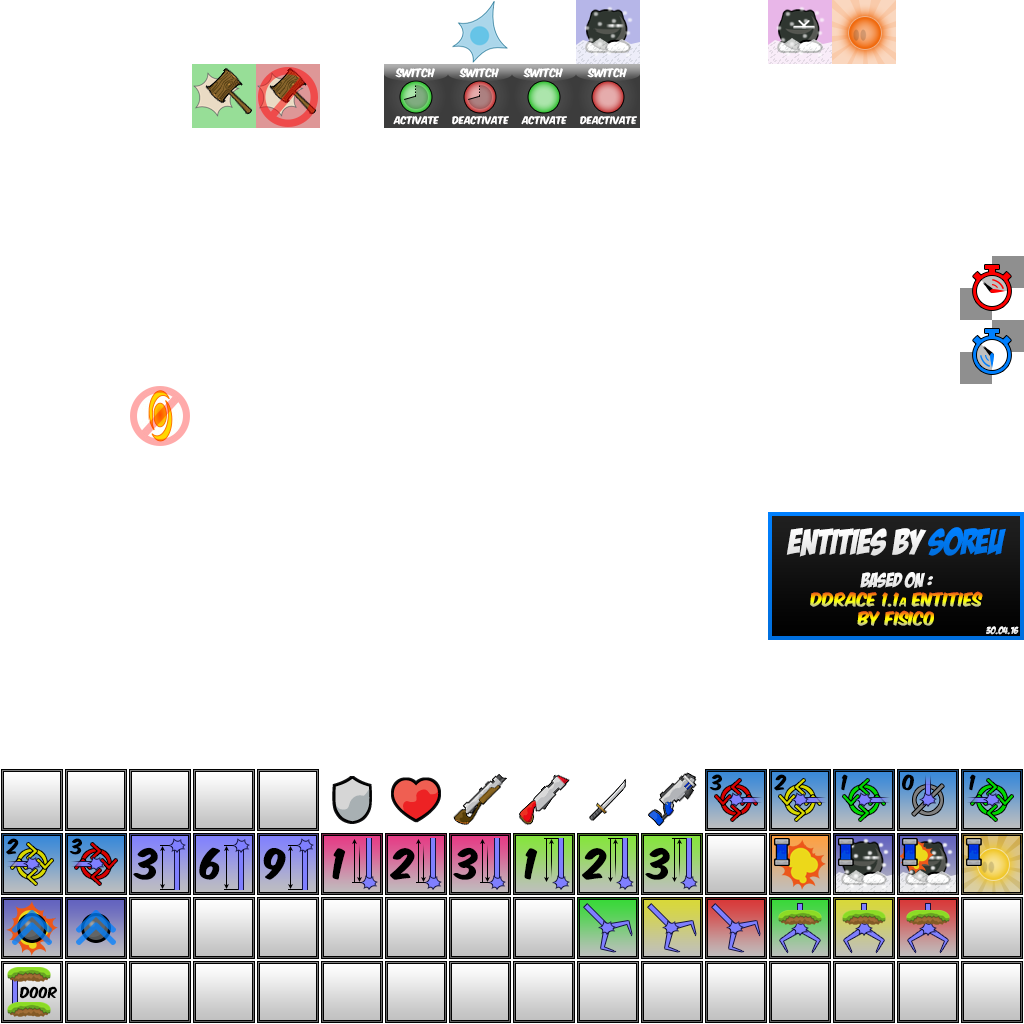 SWITCH SWITCH SWITCH SWITCH
ACTIVATE DEACTIVATE ACTIVATE DEACTIVATE
ENTITIES BY SOREU
BASED ON :
DDRACE 1.1A ENTITIES
BY FISICO
30.04.16
3 2 1 0 1
2 3 3 6 9 1 2 3 1 2 3
DOOR